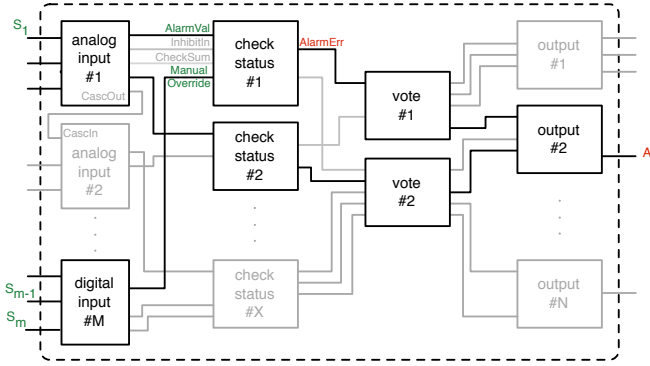 S1
analog
input
#1
CascOut
AlarmVal
InhibitIn
CheckSum
Manual
Override
check
status
#1
AlarmErr
vote
#1
output
#1
CascIn
analog
input
#2
check
status
#2
vote
#2
output
#2
A
Sm-1
Sm
digital
input
#M
check
status
#X
output
#N